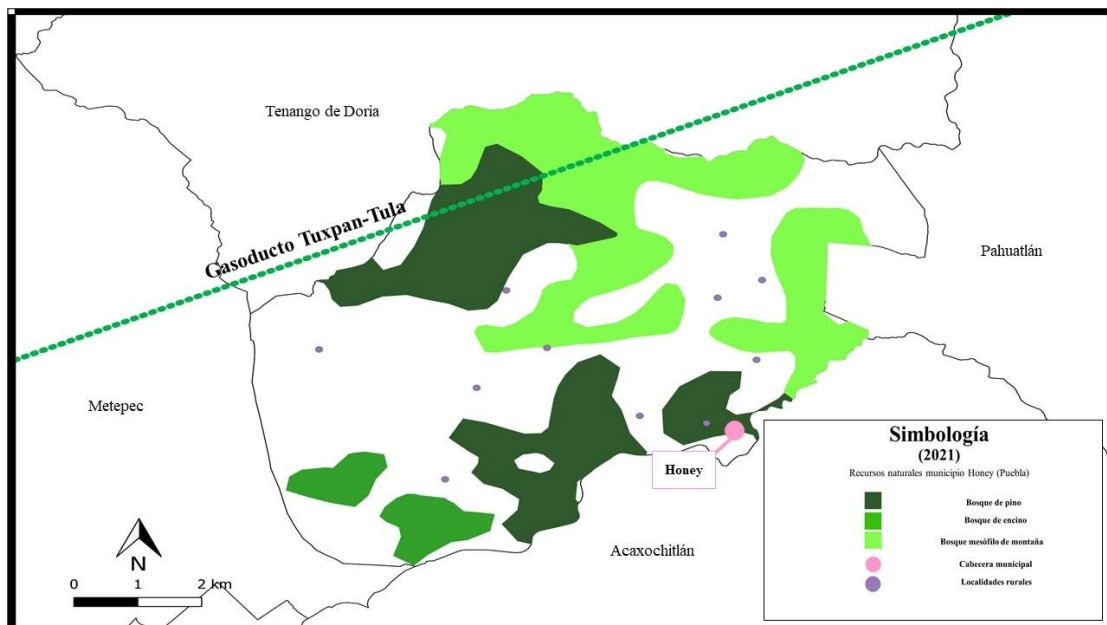 Tenango de Doria
Gasoducto Tuxpan-Tula
Pahuatlán
Metepec
Honey
Acaxochitlán
N
0 1 2 km
Simbología
(2021)
Recursos naturales municipio Honey (Puebla)
Bosque de pino
Bosque de encino
Bosque mesófilo de montaña
Cabecera municipal
Localidades rurales